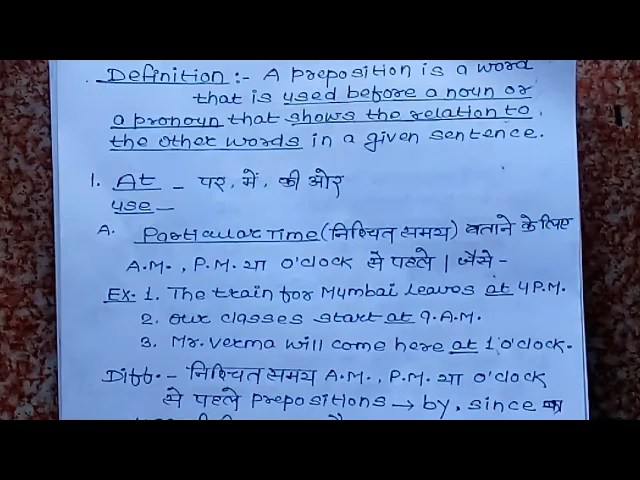 Definition :- A preposition is a word
that is used before a noun or
a pronoun that shows the relation to
the other words in a given sentence.
1. At - पर, में, की ओर
use -
A. Particular Time (निश्चित समय) बताने के लिए
A.M., P.M. या o'clock से पहले | जैसे -
EX. 1. The train for Mumbai leaves at 4 P.M.
2. Our classes start at 9 A.M.
3. Mr. Verma will come here at 1 o'clock.
Diff. - निश्चित समय A.M., P.M. या o'clock
से पहले Prepositions → by, since का